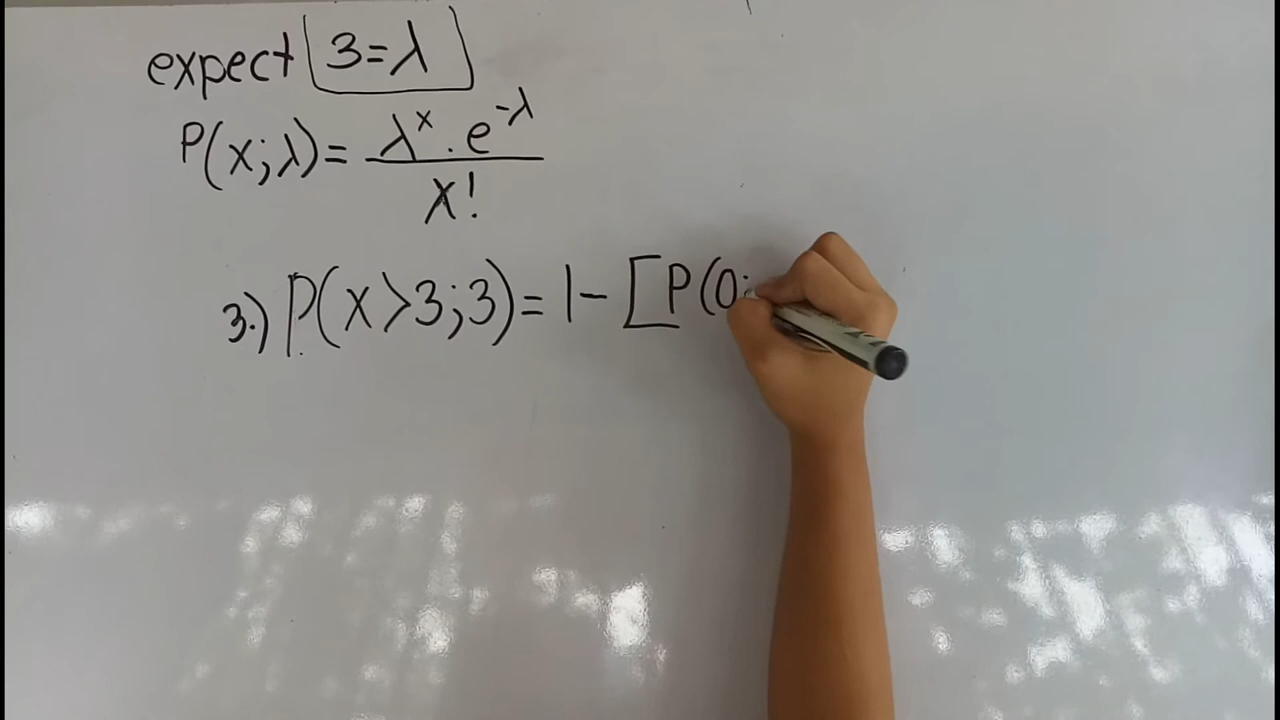 expect 3=λ
P(x;λ)= λ^x . e^-λ / x!
3.) P(x>3;3)= 1- [P(0;